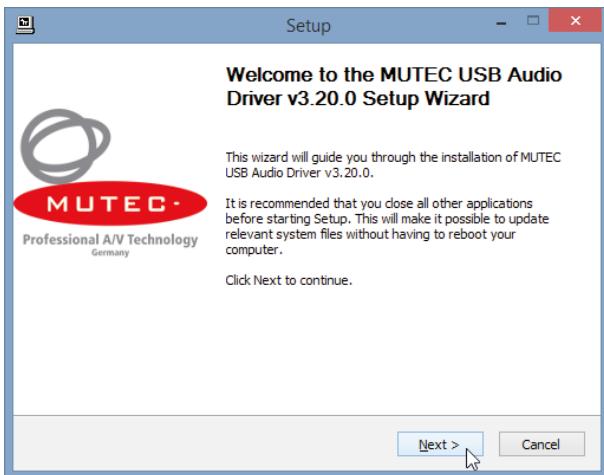 Setup
Welcome to the MUTEC USB Audio
Driver v3.20.0 Setup Wizard
This wizard will guide you through the installation of MUTEC
USB Audio Driver v3.20.0.
It is recommended that you close all other applications
before starting Setup. This will make it possible to update
relevant system files without having to reboot your
computer.
Click Next to continue.
MUTEC
Professional A/V Technology
Germany
Next >
Cancel